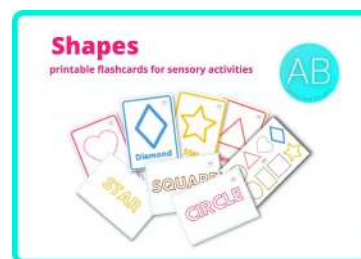 Shapes
printable flashcards for sensory activities
AB
Diamond
STAR
SQUARE
CIRCLE